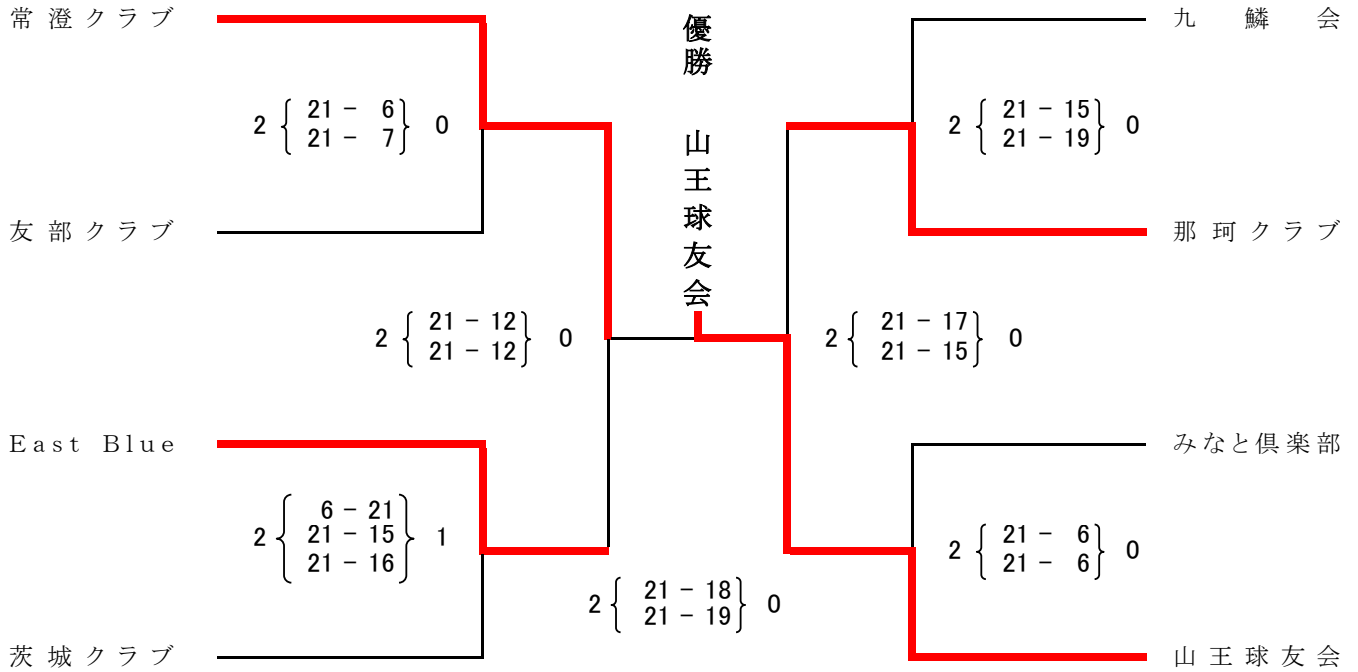 常澄クラブ
優勝 山王球友会
九鱗会
2 { 21 - 6 } 0
21 - 7
2 { 21 - 15 } 0
21 - 19
友部クラブ
那珂クラブ
2 { 21 - 12 } 0
21 - 12
2 { 21 - 17 } 0
21 - 15
East Blue
みなと倶楽部
6 - 21
2 { 21 - 15 } 1
21 - 16
2 { 21 - 6 } 0
21 - 6
2 { 21 - 18 } 0
21 - 19
茨城クラブ
山王球友会